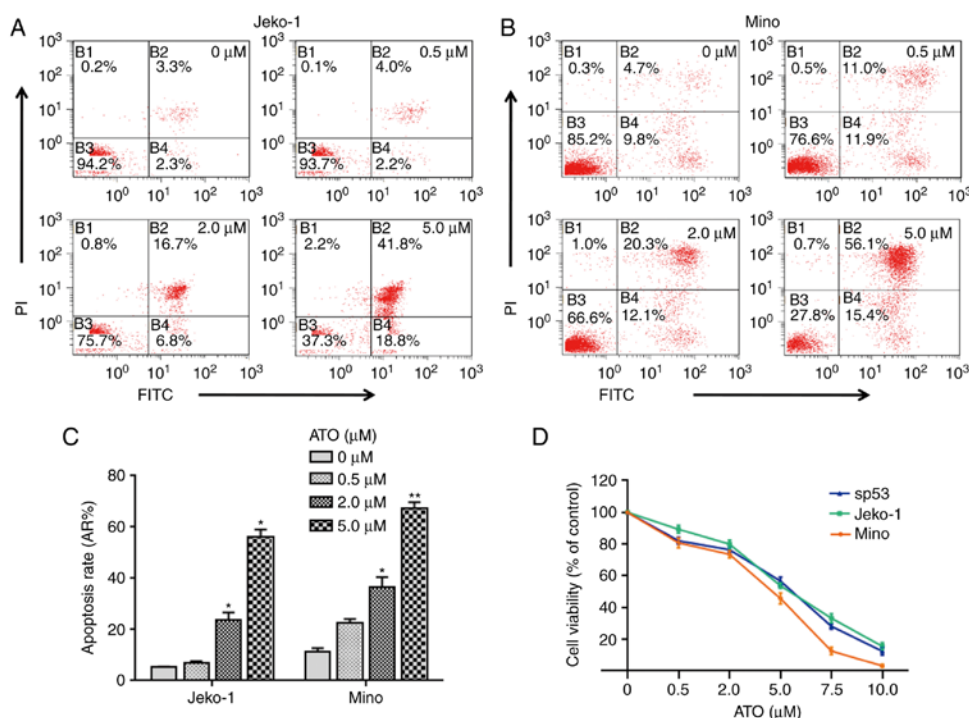 A
Jeko-1
B
Mino
10³
10²
10¹
10⁰
B1
0.2%
B2
3.3%
0 μM
B3
94.2%
B4
2.3%
10⁰ 10¹ 10² 10³
10³
10²
10¹
10⁰
B1
0.1%
B2
4.0%
0.5 μM
B3
93.7%
B4
2.2%
10⁰ 10¹ 10² 10³
10³
10²
10¹
10⁰
B1
0.8%
B2
16.7%
2.0 μM
B3
75.7%
B4
6.8%
10⁰ 10¹ 10² 10³
10³
10²
10¹
10⁰
B1
2.2%
B2
41.8%
5.0 μM
B3
37.3%
B4
18.8%
10⁰ 10¹ 10² 10³
PI
FITC
10³
10²
10¹
10⁰
B1
0.3%
B2
4.7%
0 μM
B3
85.2%
B4
9.8%
10⁰ 10¹ 10² 10³
10³
10²
10¹
10⁰
B1
0.5%
B2
11.0%
0.5 μM
B3
76.6%
B4
11.9%
10⁰ 10¹ 10² 10³
10³
10²
10¹
10⁰
B1
1.0%
B2
20.3%
2.0 μM
B3
66.6%
B4
12.1%
10⁰ 10¹ 10² 10³
10³
10²
10¹
10⁰
B1
0.7%
B2
56.1%
5.0 μM
B3
27.8%
B4
15.4%
10⁰ 10¹ 10² 10³
PI
FITC
C
ATO (μM)
0 μM
0.5 μM
2.0 μM
5.0 μM
Apoptosis rate (AR%)
80
60
40
20
0
*
*
*
**
Jeko-1
Mino
D
Cell viability (% of control)
120
100
80
60
40
20
sp53
Jeko-1
Mino
0 0.5 2.0 5.0 7.5 10.0
ATO (μM)